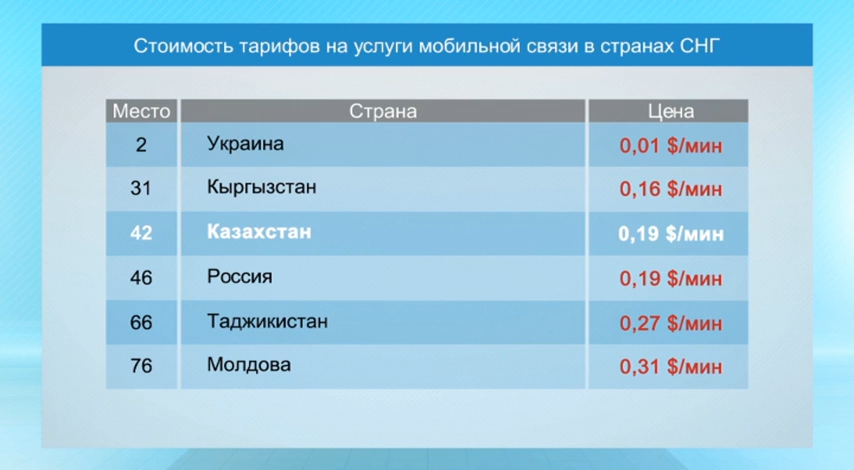 Стоимость тарифов на услуги мобильной связи в странах СНГ
Место Страна Цена
2 Украина 0,01 $/мин
31 Кыргызстан 0,16 $/мин
42 Казахстан 0,19 $/мин
46 Россия 0,19 $/мин
66 Таджикистан 0,27 $/мин
76 Молдова 0,31 $/мин